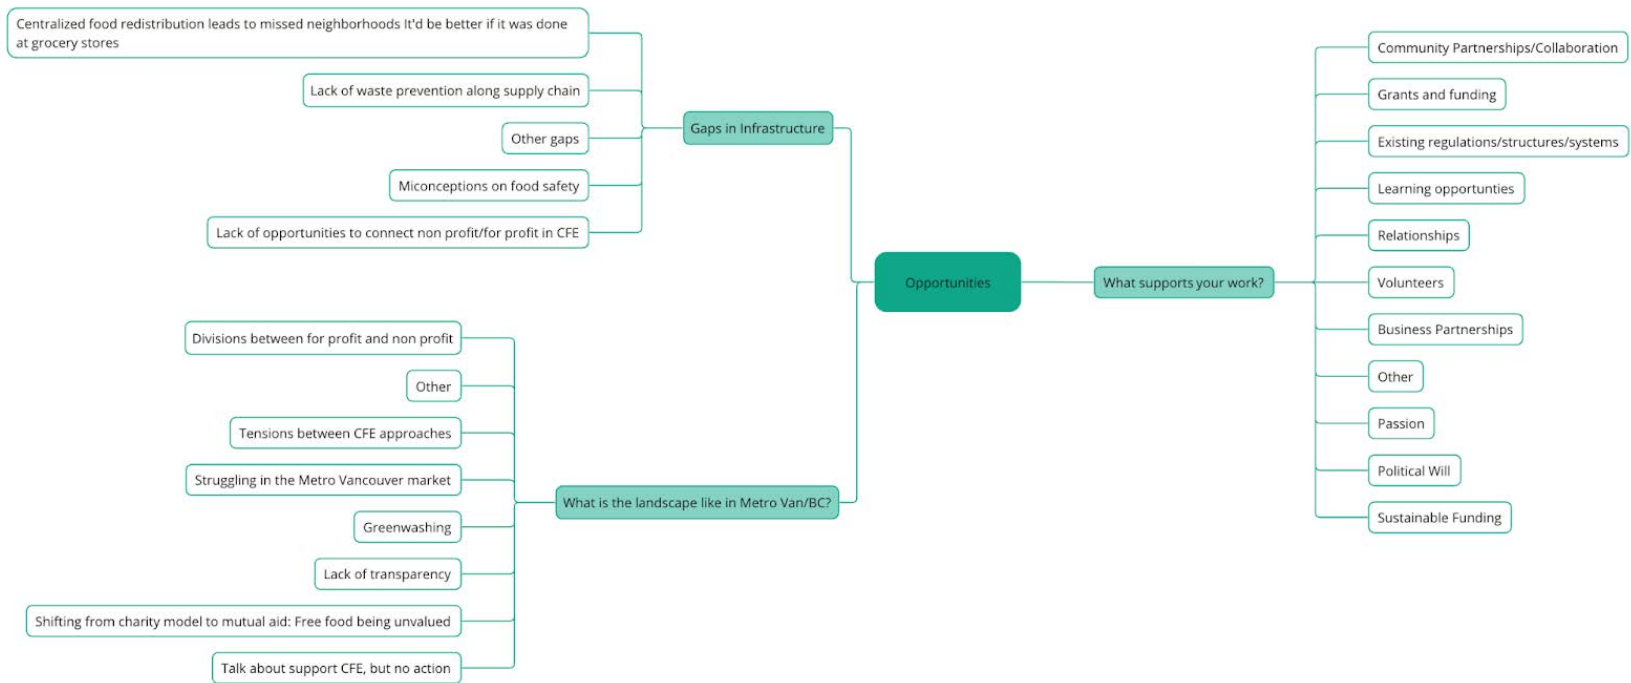 Centralized food redistribution leads to missed neighborhoods It'd be better if it was done
at grocery stores
Lack of waste prevention along supply chain
Other gaps
Miconceptions on food safety
Lack of opportunities to connect non profit/for profit in CFE
Gaps in Infrastructure
Divisions between for profit and non profit
Other
Tensions between CFE approaches
Struggling in the Metro Vancouver market
Greenwashing
Lack of transparency
Shifting from charity model to mutual aid: Free food being unvalued
Talk about support CFE, but no action
What is the landscape like in Metro Van/BC?
Opportunities
What supports your work?
Community Partnerships/Collaboration
Grants and funding
Existing regulations/structures/systems
Learning opportunties
Relationships
Volunteers
Business Partnerships
Other
Passion
Political Will
Sustainable Funding